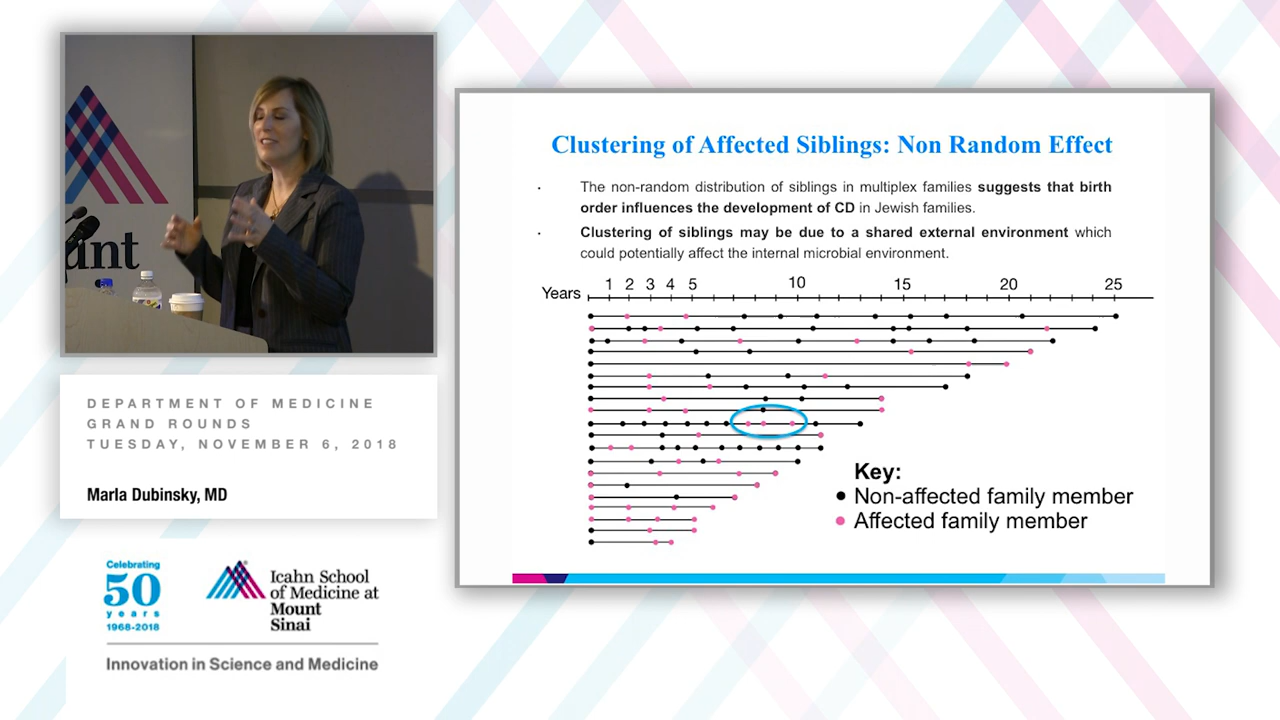 unt
DEPARTMENT OF MEDICINE
GRAND ROUNDS
TUESDAY, NOVEMBER 6, 2018
Marla Dubinsky, MD
Celebrating
50
years
1968-2018
Icahn School
of Medicine at
Mount
Sinai
Innovation in Science and Medicine
Clustering of Affected Siblings: Non Random Effect
· The non-random distribution of siblings in multiplex families suggests that birth
order influences the development of CD in Jewish families.
· Clustering of siblings may be due to a shared external environment which
could potentially affect the internal microbial environment.
Years 1 2 3 4 5 10 15 20 25
Key:
Non-affected family member
Affected family member